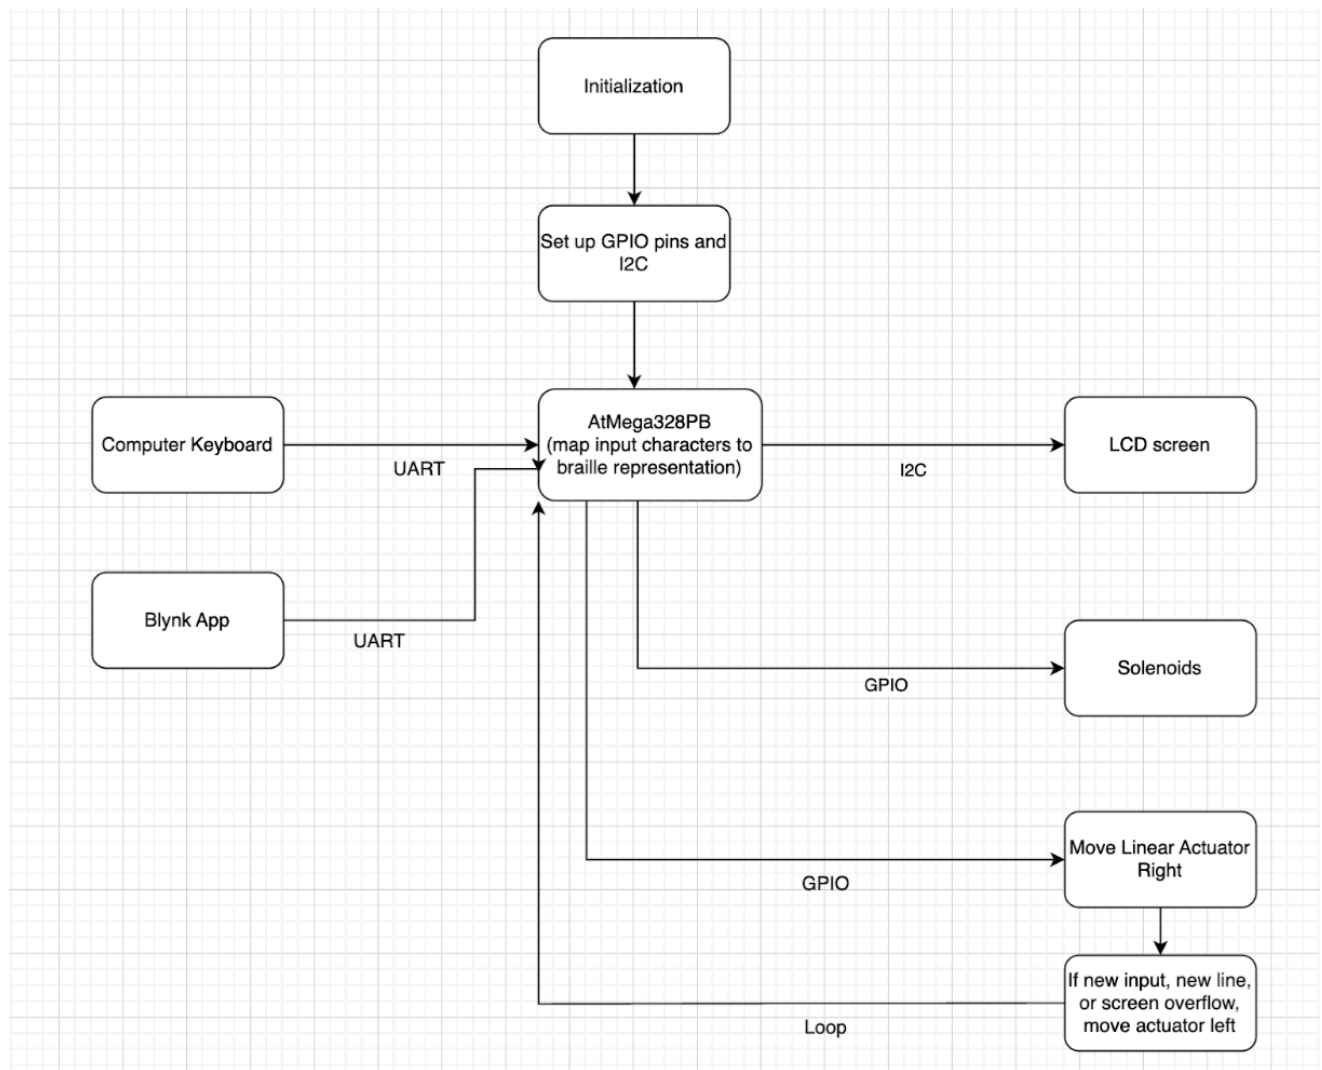 Initialization
Set up GPIO pins and
I2C
AtMega328PB
(map input characters to
braille representation)
Computer Keyboard
UART
I2C
LCD screen
Blynk App
UART
Solenoids
GPIO
Move Linear Actuator
Right
GPIO
If new input, new line,
or screen overflow,
move actuator left
Loop